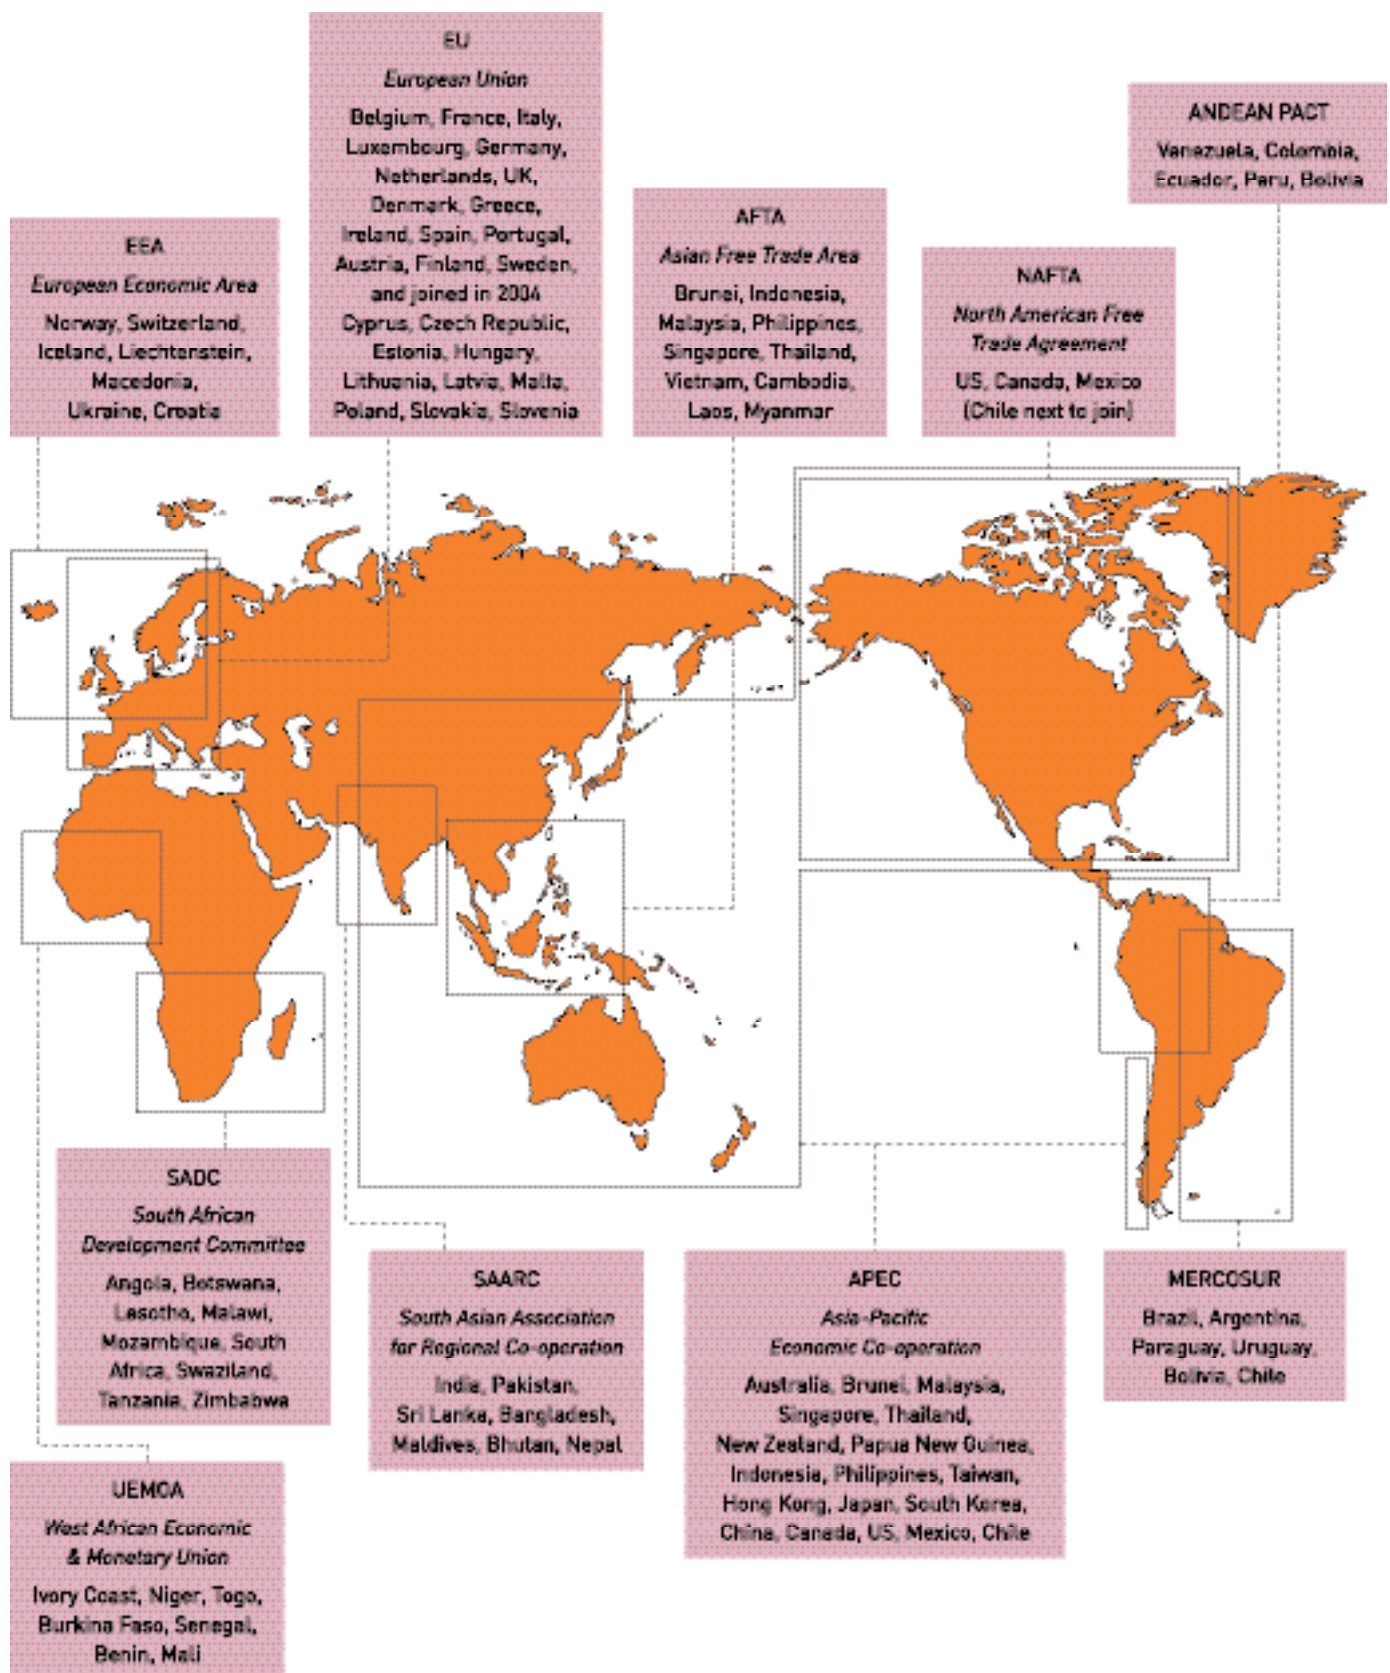 EU
European Union
Belgium, France, Italy,
Luxembourg, Germany,
Netherlands, UK,
Denmark, Greece,
Ireland, Spain, Portugal,
Austria, Finland, Sweden,
and joined in 2004
Cyprus, Czech Republic,
Estonia, Hungary,
Lithuania, Latvia, Malta,
Poland, Slovakia, Slovenia
ANDEAN PACT
Venezuela, Colombia,
Ecuador, Peru, Bolivia
EEA
European Economic Area
Norway, Switzerland,
Iceland, Liechtenstein,
Macedonia,
Ukraine, Croatia
AFTA
Asian Free Trade Area
Brunei, Indonesia,
Malaysia, Philippines,
Singapore, Thailand,
Vietnam, Cambodia,
Laos, Myanmar
NAFTA
North American Free
Trade Agreement
US, Canada, Mexico
(Chile next to join)
SADC
South African
Development Committee
Angola, Botswana,
Lesotho, Malawi,
Mozambique, South
Africa, Swaziland,
Tanzania, Zimbabwe
SAARC
South Asian Association
for Regional Co-operation
India, Pakistan,
Sri Lanka, Bangladesh,
Maldives, Bhutan, Nepal
APEC
Asia-Pacific
Economic Co-operation
Australia, Brunei, Malaysia,
Singapore, Thailand,
New Zealand, Papua New Guinea,
Indonesia, Philippines, Taiwan,
Hong Kong, Japan, South Korea,
China, Canada, US, Mexico, Chile
MERCOSUR
Brazil, Argentina,
Paraguay, Uruguay,
Bolivia, Chile
UEMOA
West African Economic
& Monetary Union
Ivory Coast, Niger, Togo,
Burkina Faso, Senegal,
Benin, Mali